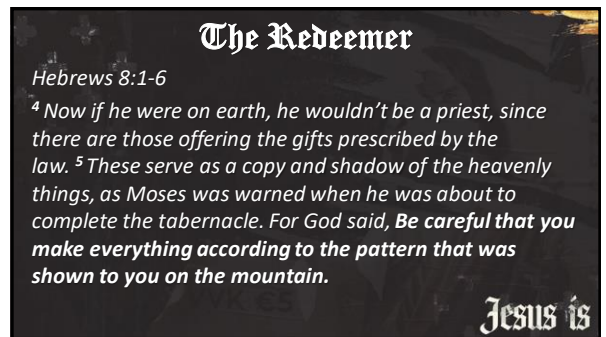 The Redeemer
Hebrews 8:1-6
4 Now if he were on earth, he wouldn't be a priest, since
there are those offering the gifts prescribed by the
law. 5 These serve as a copy and shadow of the heavenly
things, as Moses was warned when he was about to
complete the tabernacle. For God said, Be careful that you
make everything according to the pattern that was
shown to you on the mountain.
Jesus is